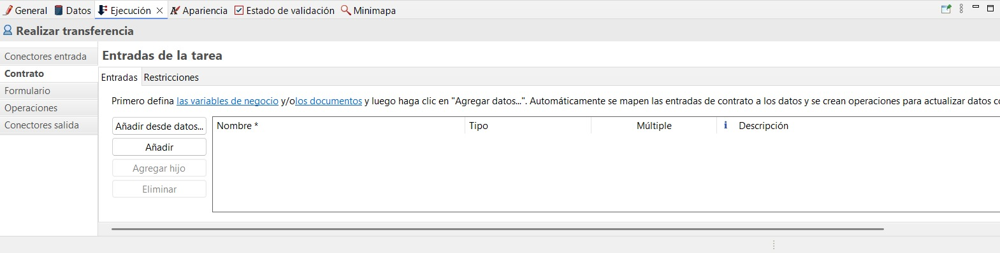 General Datos Ejecución Apariencia Estado de validación Minimapa
Realizar transferencia
Conectores entrada
Contrato
Formulario
Operaciones
Conectores salida
Entradas de la tarea
Entradas Restricciones
Primero defina las variables de negocio y/olos documentos y luego haga clic en "Agregar datos...". Automáticamente se mapen las entradas de contrato a los datos y se crean operaciones para actualizar datos
Añadir desde datos...
Añadir
Agregar hijo
Eliminar
Nombre * Tipo Múltiple Descripción